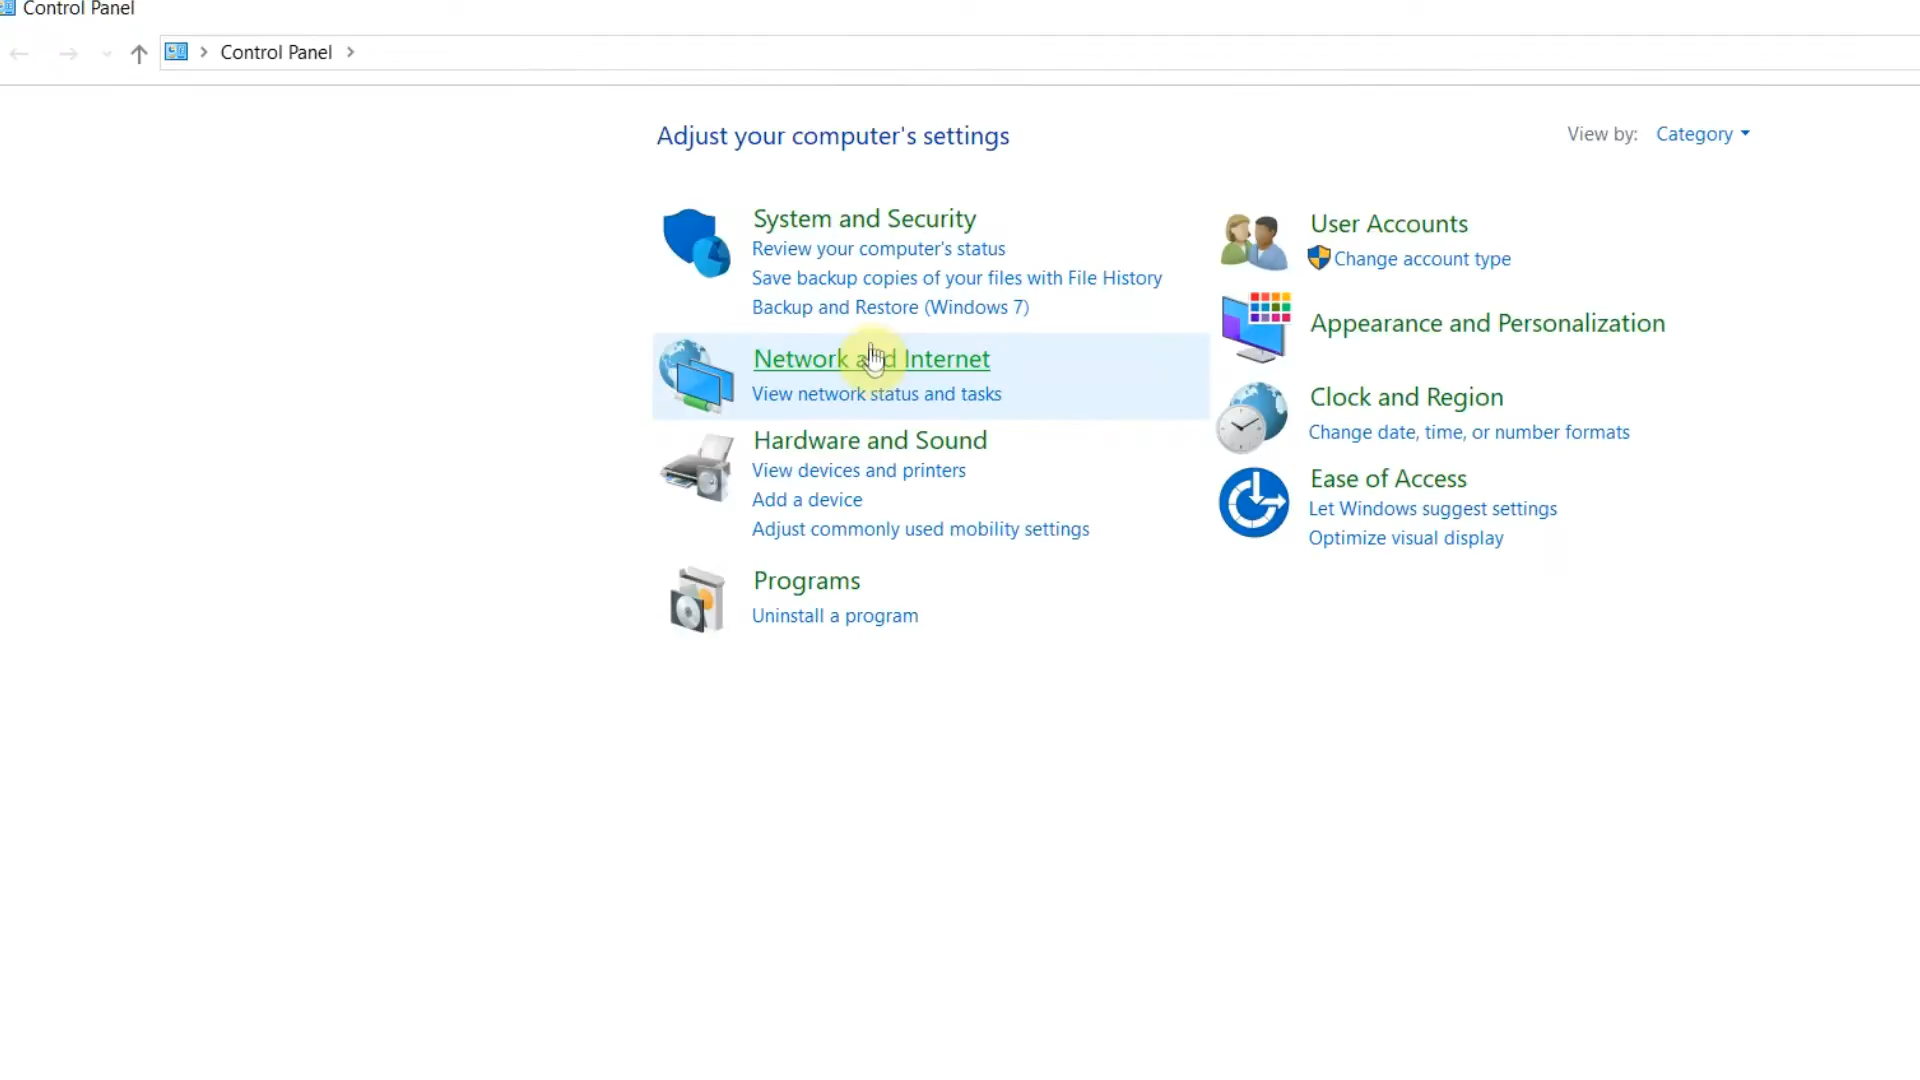 Control Panel
Control Panel
Adjust your computer's settings
View by: Category
System and Security
Review your computer's status
Save backup copies of your files with File History
Backup and Restore (Windows 7)
Network and Internet
View network status and tasks
Hardware and Sound
View devices and printers
Add a device
Adjust commonly used mobility settings
Programs
Uninstall a program
User Accounts
Change account type
Appearance and Personalization
Clock and Region
Change date, time, or number formats
Ease of Access
Let Windows suggest settings
Optimize visual display